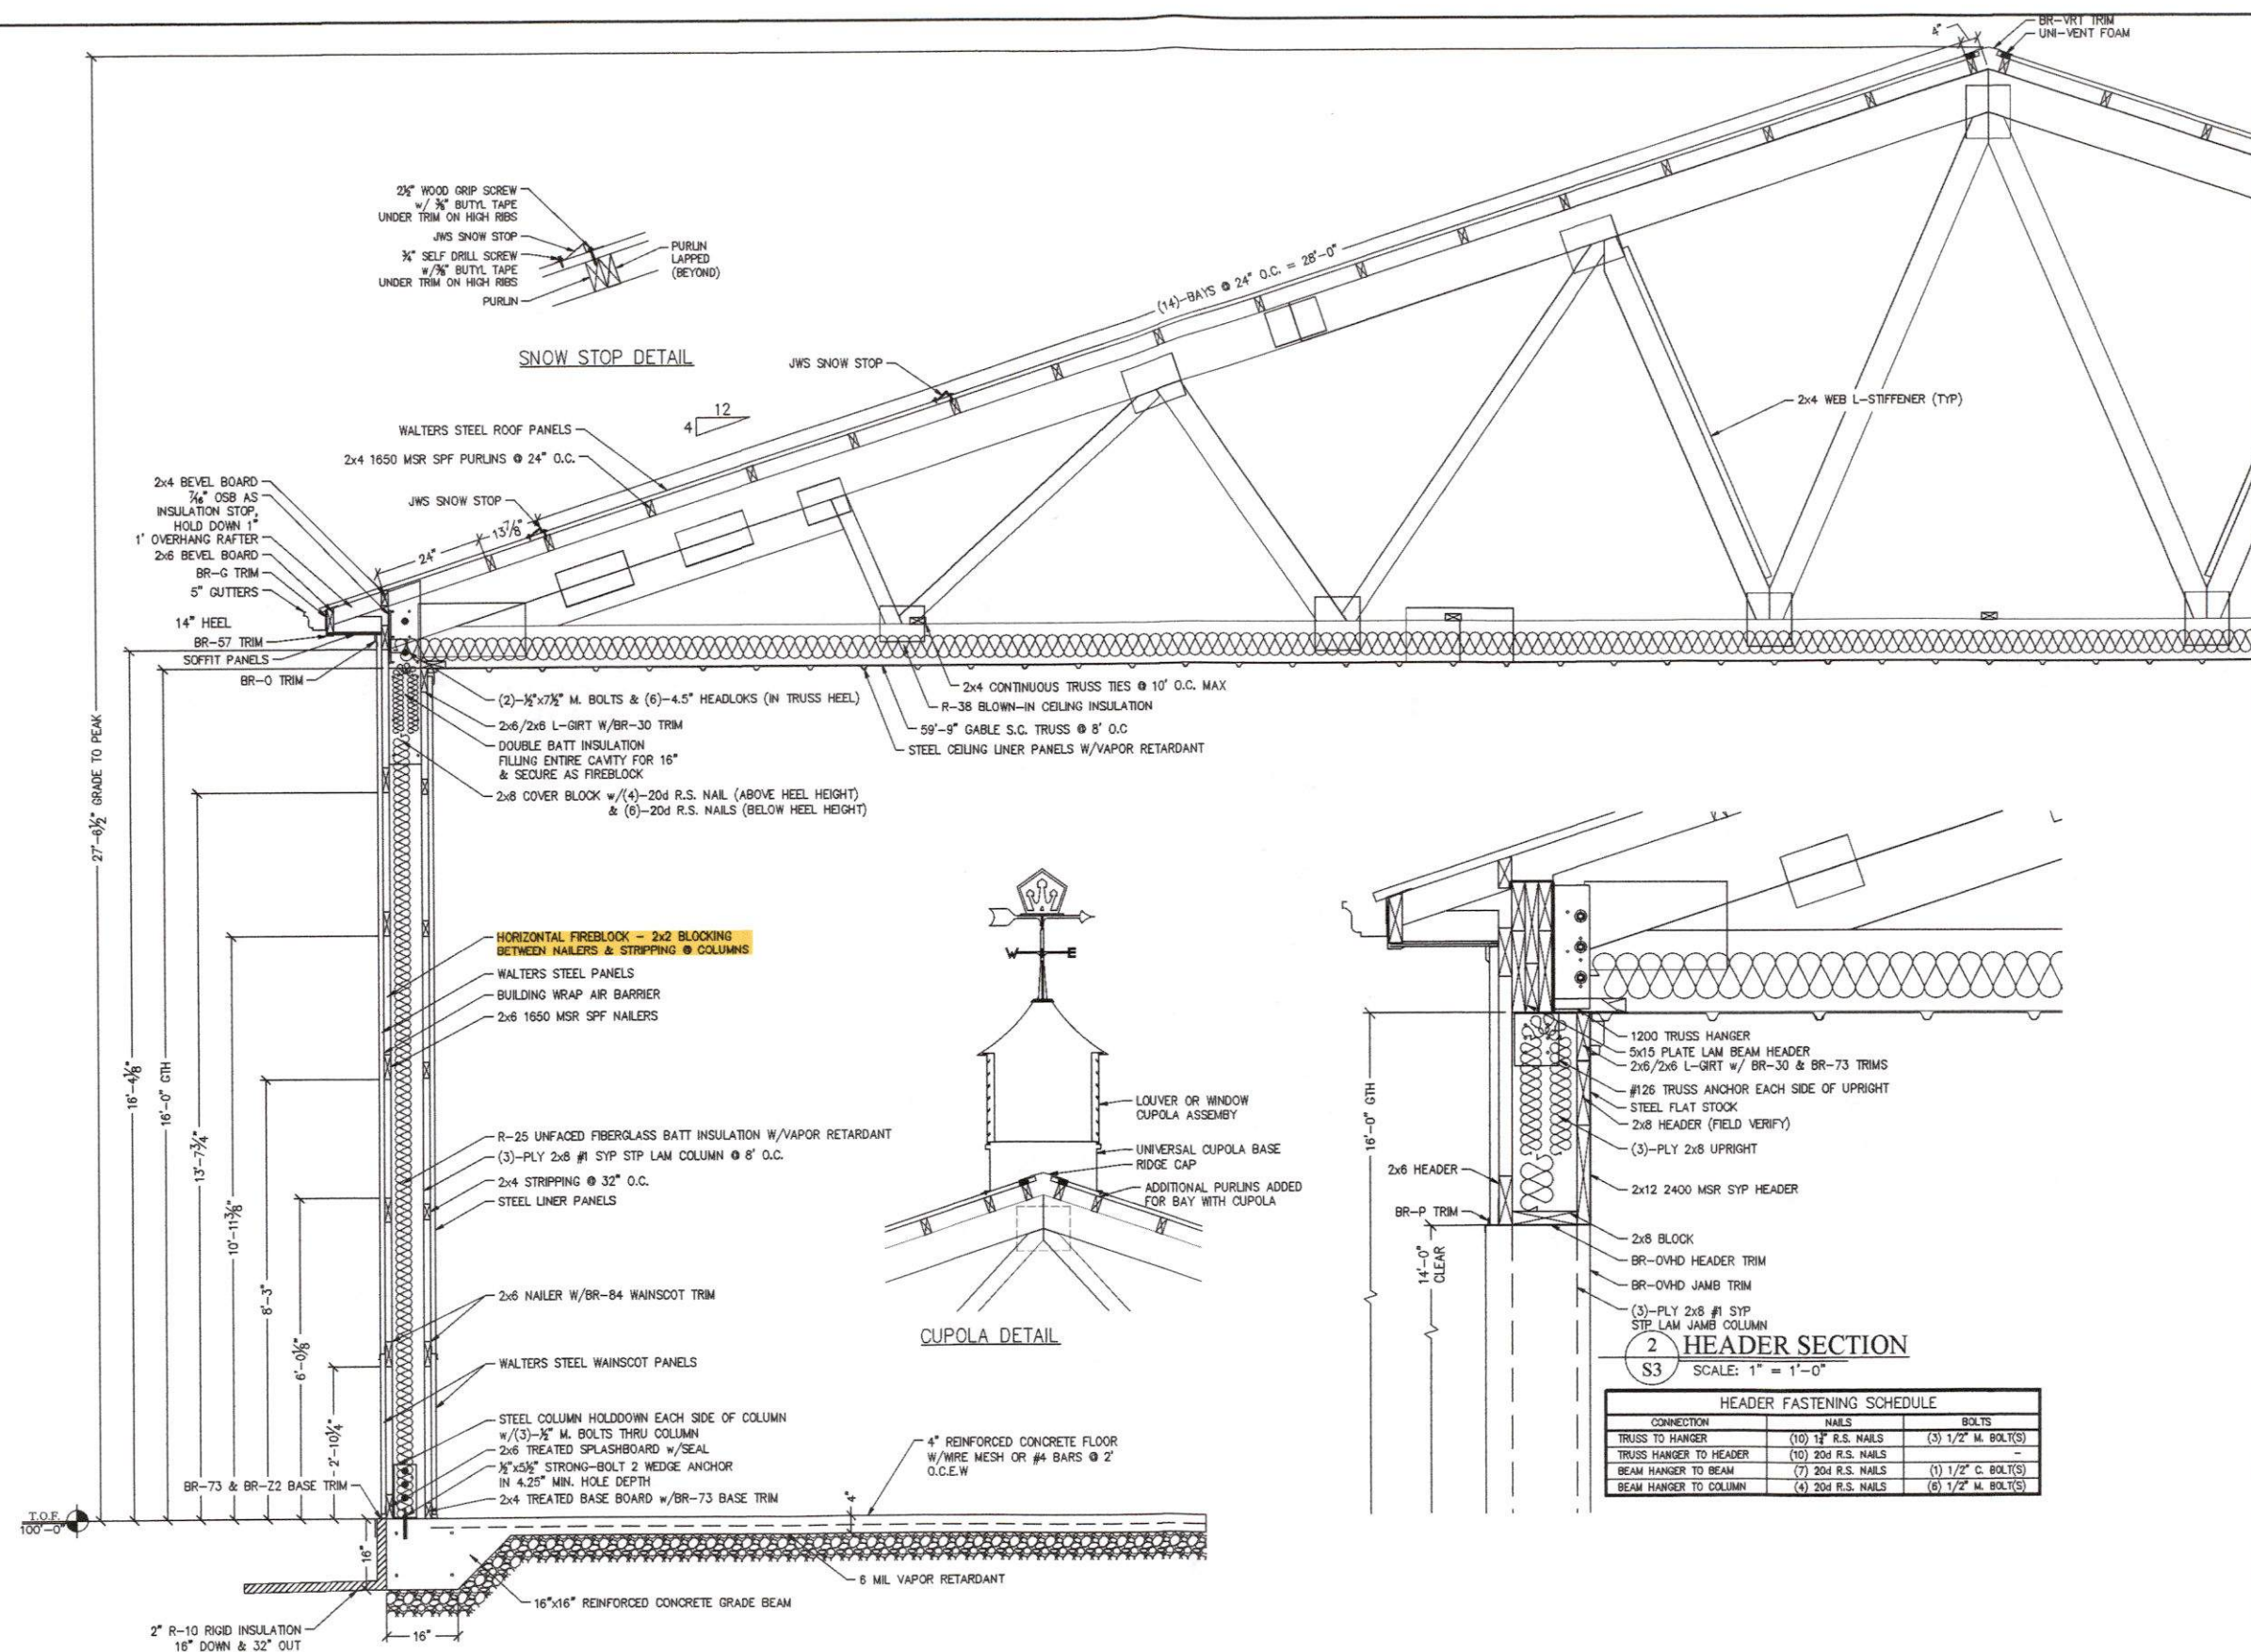 BR-VRT TRIM
UNI-VENT FOAM
4"
2½" WOOD GRIP SCREW
w/ ⅜" BUTYL TAPE
UNDER TRIM ON HIGH RIBS
JWS SNOW STOP
¾" SELF DRILL SCREW
w/⅜" BUTYL TAPE
UNDER TRIM ON HIGH RIBS
PURLIN
PURLIN
LAPPED
(BEYOND)
SNOW STOP DETAIL
(14)-BAYS @ 24" O.C. = 28'-0"
JWS SNOW STOP
12
4
WALTERS STEEL ROOF PANELS
2x4 1650 MSR SPF PURLINS @ 24" O.C.
JWS SNOW STOP
13⅞"
24"
2x4 WEB L-STIFFENER (TYP)
2x4 BEVEL BOARD
7/16" OSB AS
INSULATION STOP,
HOLD DOWN 1"
1' OVERHANG RAFTER
2x6 BEVEL BOARD
BR-G TRIM
5" GUTTERS
14" HEEL
BR-57 TRIM
SOFFIT PANELS
BR-O TRIM
27'-6½" GRADE TO PEAK
16'-4⅛"
16'-0" GTH
13'-7¾"
10'-11⅜"
8'-3"
6'-0⅛"
2'-10¼"
(2)-½"x7½" M. BOLTS & (6)-4.5" HEADLOKS (IN TRUSS HEEL)
2x6/2x6 L-GIRT W/BR-30 TRIM
DOUBLE BATT INSULATION
FILLING ENTIRE CAVITY FOR 16"
& SECURE AS FIREBLOCK
2x8 COVER BLOCK w/(4)-20d R.S. NAIL (ABOVE HEEL HEIGHT)
& (6)-20d R.S. NAILS (BELOW HEEL HEIGHT)
2x4 CONTINUOUS TRUSS TIES @ 10' O.C. MAX
R-38 BLOWN-IN CEILING INSULATION
59'-9" GABLE S.C. TRUSS @ 8' O.C
STEEL CEILING LINER PANELS W/VAPOR RETARDANT
HORIZONTAL FIREBLOCK - 2x2 BLOCKING
BETWEEN NAILERS & STRIPPING @ COLUMNS
WALTERS STEEL PANELS
BUILDING WRAP AIR BARRIER
2x6 1650 MSR SPF NAILERS
R-25 UNFACED FIBERGLASS BATT INSULATION W/VAPOR RETARDANT
(3)-PLY 2x8 #1 SYP STP LAM COLUMN @ 8' O.C.
2x4 STRIPPING @ 32" O.C.
STEEL LINER PANELS
2x6 NAILER W/BR-84 WAINSCOT TRIM
WALTERS STEEL WAINSCOT PANELS
STEEL COLUMN HOLDDOWN EACH SIDE OF COLUMN
w/(3)-½" M. BOLTS THRU COLUMN
2x6 TREATED SPLASHBOARD w/SEAL
½"x5½" STRONG-BOLT 2 WEDGE ANCHOR
IN 4.25" MIN. HOLE DEPTH
2x4 TREATED BASE BOARD w/BR-73 BASE TRIM
BR-73 & BR-Z2 BASE TRIM
T.O.F.
100'-0"
16"
16"
2" R-10 RIGID INSULATION
16" DOWN & 32" OUT
16"x16" REINFORCED CONCRETE GRADE BEAM
6 MIL VAPOR RETARDANT
4" REINFORCED CONCRETE FLOOR
W/WIRE MESH OR #4 BARS @ 2'
O.C.E.W
4"
W
E
LOUVER OR WINDOW
CUPOLA ASSEMBY
UNIVERSAL CUPOLA BASE
RIDGE CAP
ADDITIONAL PURLINS ADDED
FOR BAY WITH CUPOLA
CUPOLA DETAIL
16'-0" GTH
14'-0"
CLEAR
2x6 HEADER
BR-P TRIM
1200 TRUSS HANGER
5x15 PLATE LAM BEAM HEADER
2x6/2x6 L-GIRT w/ BR-30 & BR-73 TRIMS
#126 TRUSS ANCHOR EACH SIDE OF UPRIGHT
STEEL FLAT STOCK
2x8 HEADER (FIELD VERIFY)
(3)-PLY 2x8 UPRIGHT
2x12 2400 MSR SYP HEADER
2x8 BLOCK
BR-OVHD HEADER TRIM
BR-OVHD JAMB TRIM
(3)-PLY 2x8 #1 SYP
STP LAM JAMB COLUMN
2
S3
HEADER SECTION
SCALE: 1" = 1'-0"
HEADER FASTENING SCHEDULE
CONNECTION NAILS BOLTS
TRUSS TO HANGER (10) R.S. NAILS (3) 1/2" M. BOLT(S)
TRUSS HANGER TO HEADER (10) 20d R.S. NAILS -
BEAM HANGER TO BEAM (7) 20d R.S. NAILS (1) 1/2" C. BOLT(S)
BEAM HANGER TO COLUMN (4) 20d R.S. NAILS (6) 1/2" M. BOLT(S)